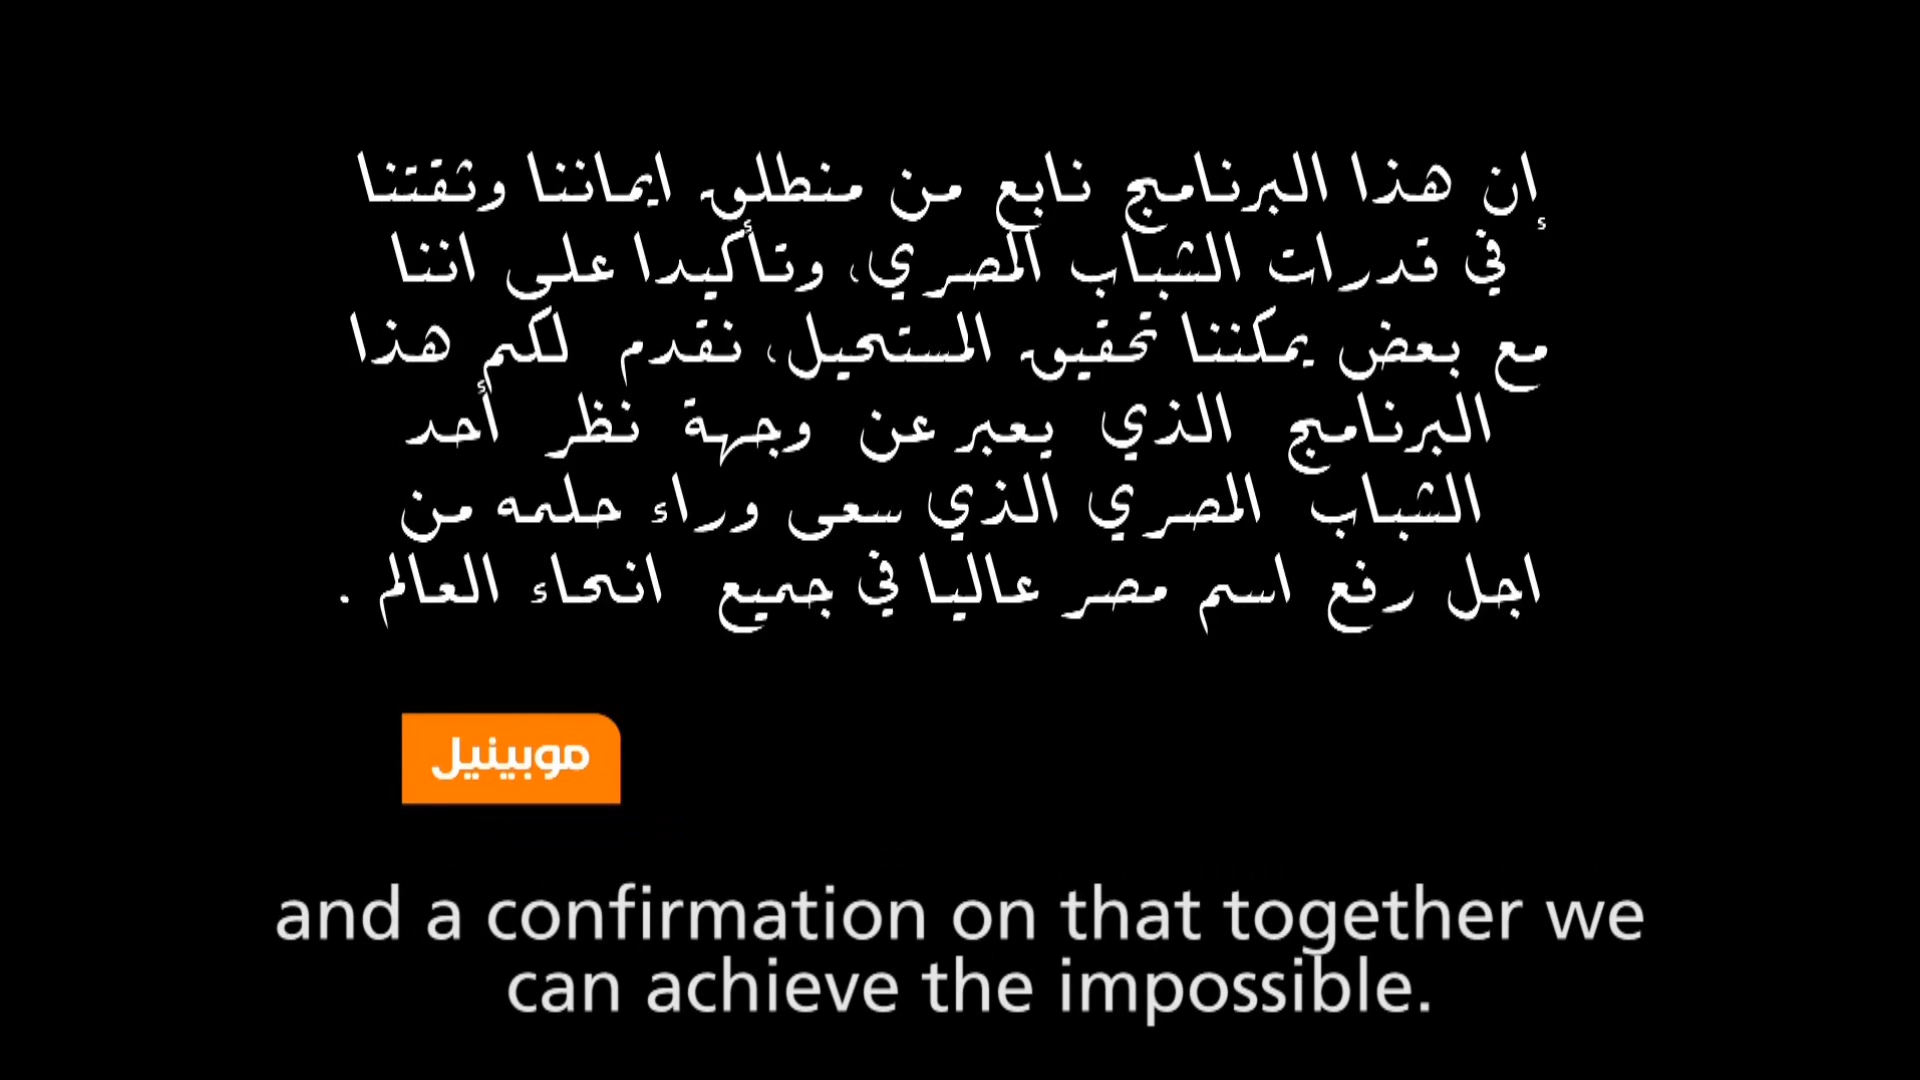 إن هذا البرنامج نابع من منطلق ايماننا وثقتنا
في قدرات الشباب المصري، وتأكيدا على اننا
مع بعض يمكننا تحقيق المستحيل، نقدم لكم هذا
البرنامج الذي يعبر عن وجهة نظر أحد
الشباب المصري الذي سعى وراء حلمه من
اجل رفع اسم مصر عاليا في جميع انحاء العالم .
موبينيل
and a confirmation on that together we
can achieve the impossible.